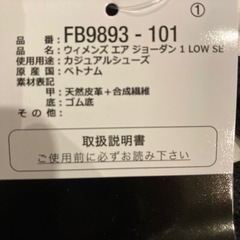 ①
品番: FB9893 - 101
品名: ウィメンズ エア ジョーダン 1 LOW SE
使用用途: カジュアルシューズ
原産国: ベトナム
素材表記
甲: 天然皮革+合成繊維
底: ゴム底
その他:
取扱説明書
ご使用前に必ずお読み下さい